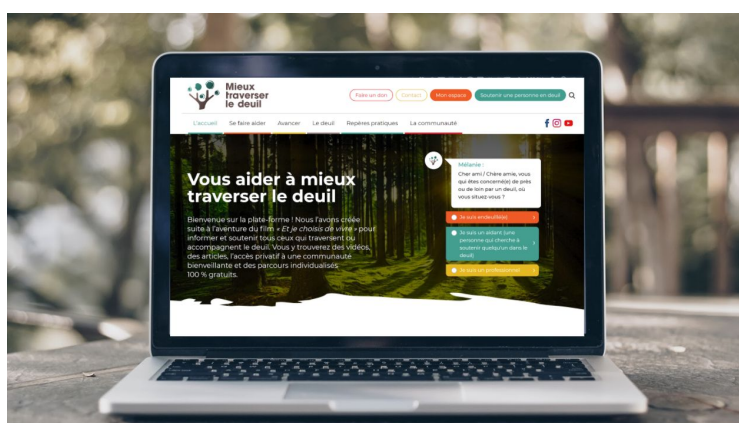 Mieux
traverser
le deuil
Faire un don
Contact
Mon espace
Soutenir une personne en deuil
L'accueil
Se faire aider
Avancer
Le deuil
Repères pratiques
La communauté
Vous aider à mieux
traverser le deuil
Bienvenue sur la plate-forme ! Nous l'avons créée
suite à l'aventure du film « Et je choisis de vivre » pour
informer et soutenir tous ceux qui traversent ou
accompagnent le deuil. Vous y trouverez des vidéos,
des articles, l'accès privatif à une communauté
bienveillante et des parcours individualisés.
100 % gratuits.
Mélanie :
Cher ami / Chère amie, vous
qui êtes concerné(e) de près
ou de loin par un deuil, où
vous situez-vous ?
Je suis endeuillé(e)
Je suis un aidant (une
personne qui cherche à
soutenir quelqu'un dans le
deuil)
Je suis un professionnel